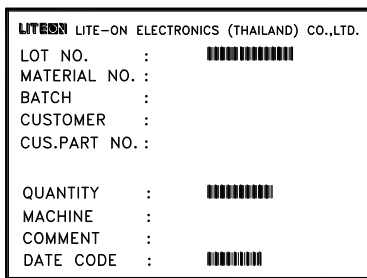 LITEON LITE-ON ELECTRONICS (THAILAND) CO.,LTD.
LOT NO. :
MATERIAL NO. :
BATCH :
CUSTOMER :
CUS.PART NO. :
QUANTITY :
MACHINE :
COMMENT :
DATE CODE :